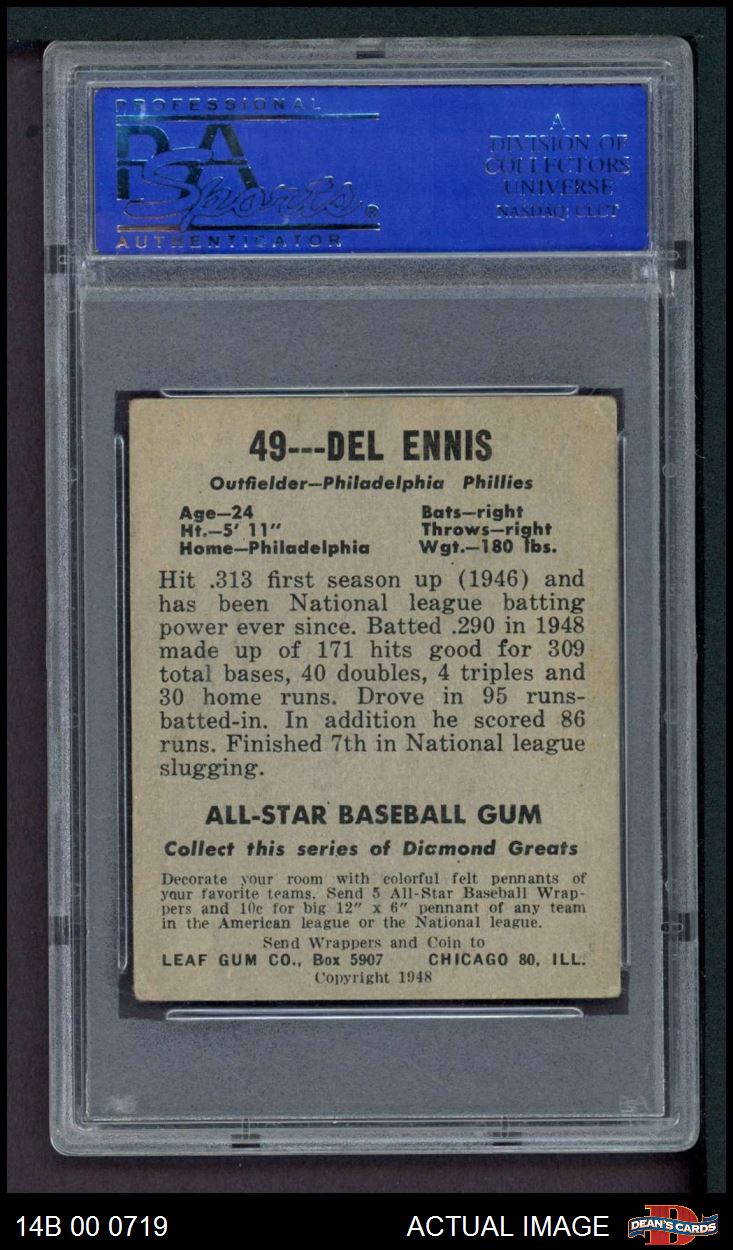 PROFESSIONAL
PSA
Sports ®
AUTHENTICATOR
A
DIVISION OF
COLLECTORS
UNIVERSE
NASDAQ: CLCT
49---DEL ENNIS
Outfielder—Philadelphia Phillies
Age—24 Bats—right
Ht.—5' 11" Throws—right
Home—Philadelphia Wgt.—180 lbs.
Hit .313 first season up (1946) and
has been National league batting
power ever since. Batted .290 in 1948
made up of 171 hits good for 309
total bases, 40 doubles, 4 triples and
30 home runs. Drove in 95 runs-
batted-in. In addition he scored 86
runs. Finished 7th in National league
slugging.
ALL-STAR BASEBALL GUM
Collect this series of Diamond Greats
Decorate your room with colorful felt pennants of
your favorite teams. Send 5 All-Star Baseball Wrap-
pers and 10c for big 12" x 6" pennant of any team
in the American league or the National league.
Send Wrappers and Coin to
LEAF GUM CO., Box 5907 CHICAGO 80, ILL.
Copyright 1948
14B 00 0719 ACTUAL IMAGE
D
DEAN'S CARDS